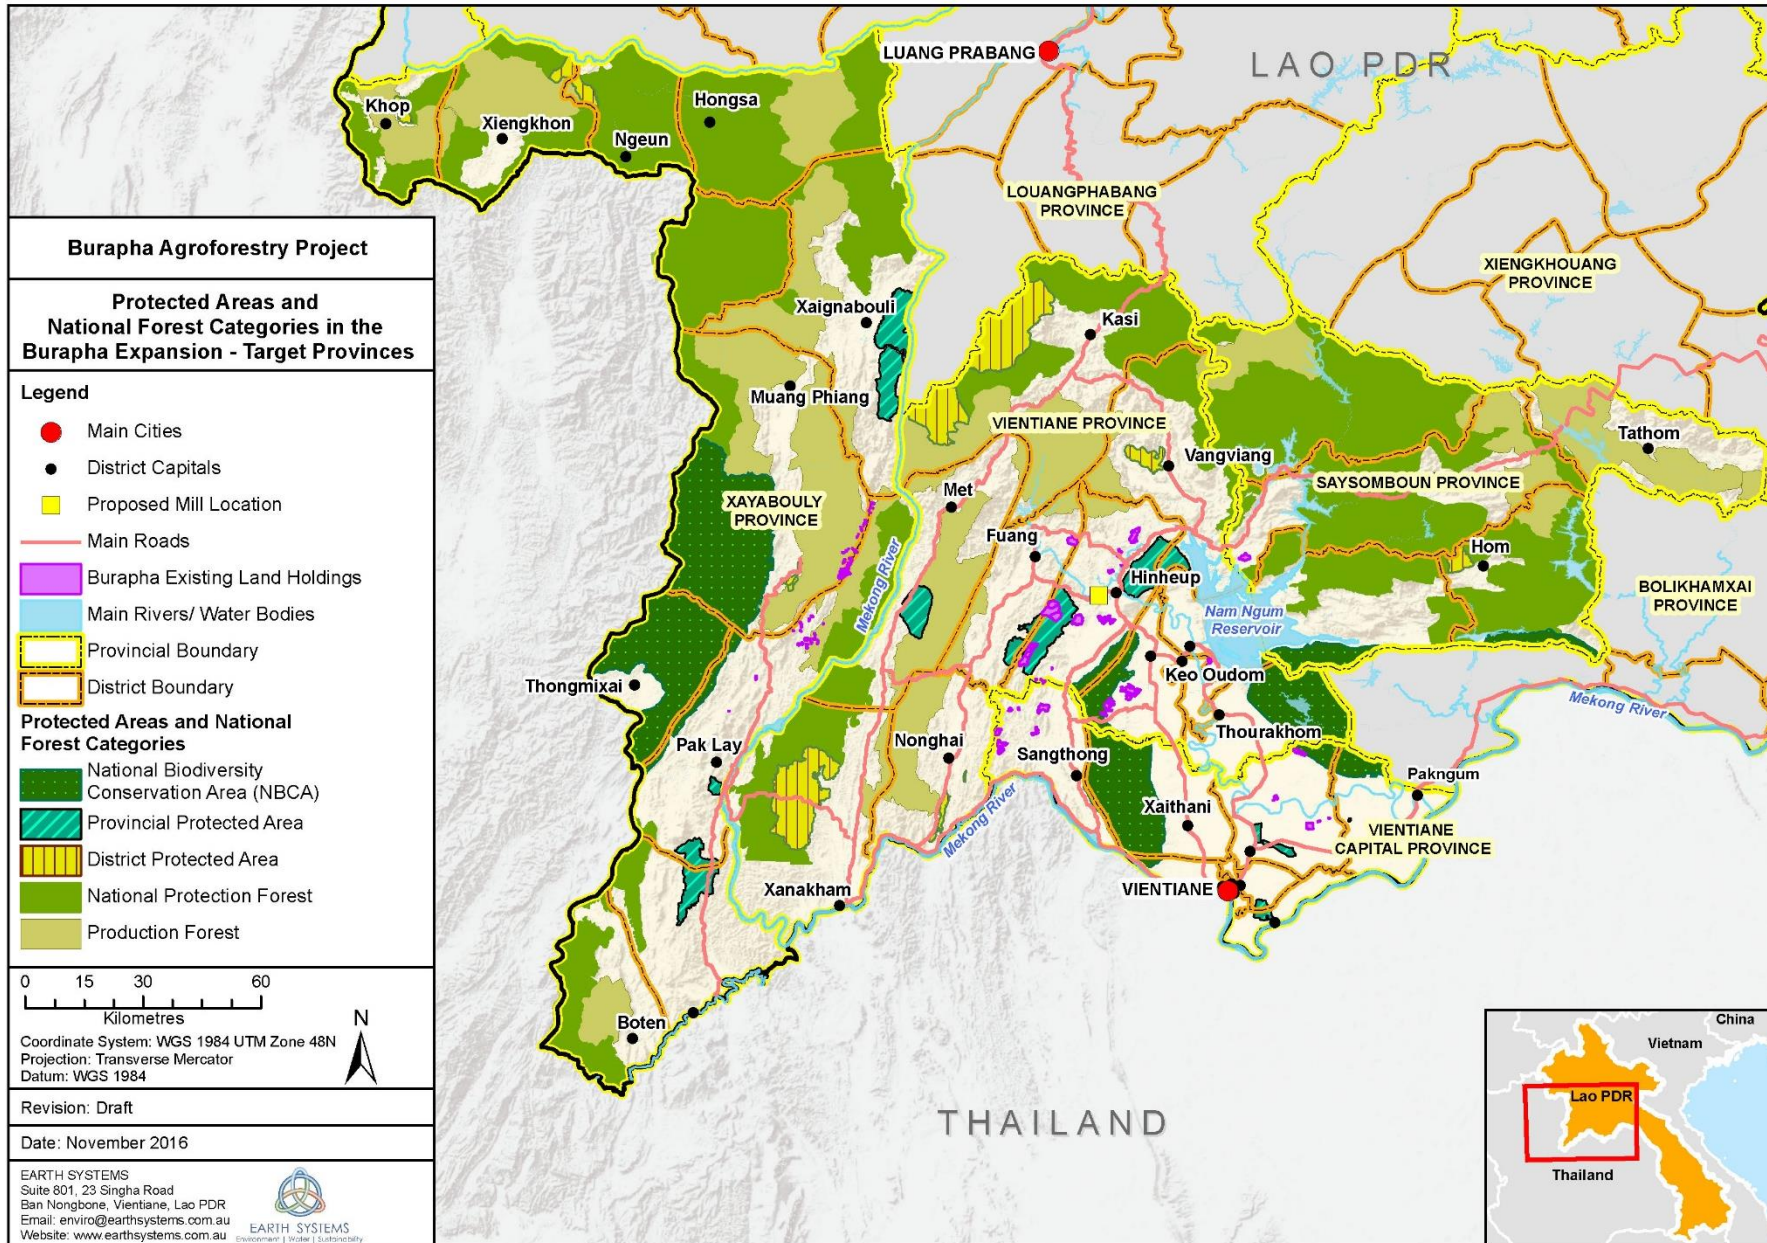 Burapha Agroforestry Project
Protected Areas and
National Forest Categories in the
Burapha Expansion - Target Provinces
Legend
Main Cities
District Capitals
Proposed Mill Location
Main Roads
Burapha Existing Land Holdings
Main Rivers/ Water Bodies
Provincial Boundary
District Boundary
Protected Areas and National
Forest Categories
National Biodiversity
Conservation Area (NBCA)
Provincial Protected Area
District Protected Area
National Protection Forest
Production Forest
0 15 30 60
Kilometres
N
Coordinate System: WGS 1984 UTM Zone 48N
Projection: Transverse Mercator
Datum: WGS 1984
Revision: Draft
Date: November 2016
EARTH SYSTEMS
Suite 801, 23 Singha Road
Ban Nongbone, Vientiane, Lao PDR
Email: enviro@earthsystems.com.au
Website: www.earthsystems.com.au
EARTH SYSTEMS
Environment | Water | Sustainability
LUANG PRABANG
LAO PDR
Khop
Xiengkhon
Ngeun
Hongsa
LOUANGPHABANG
PROVINCE
XIENGKHOUANG
PROVINCE
Xaignabouli
Kasi
Muang Phiang
VIENTIANE PROVINCE
Vangviang
Tathom
SAYSOMBOUN PROVINCE
XAYABOULY
PROVINCE
Met
Fuang
Hom
Hinheup
Mekong River
Nam Ngum
Reservoir
BOLIKHAMXAI
PROVINCE
Keo Oudom
Thongmixai
Mekong River
Thourakhom
Pak Lay
Nonghai
Sangthong
Pakngum
Mekong River
Xaithani
VIENTIANE
CAPITAL PROVINCE
Xanakham
VIENTIANE
Boten
THAILAND
China
Vietnam
Lao PDR
Thailand